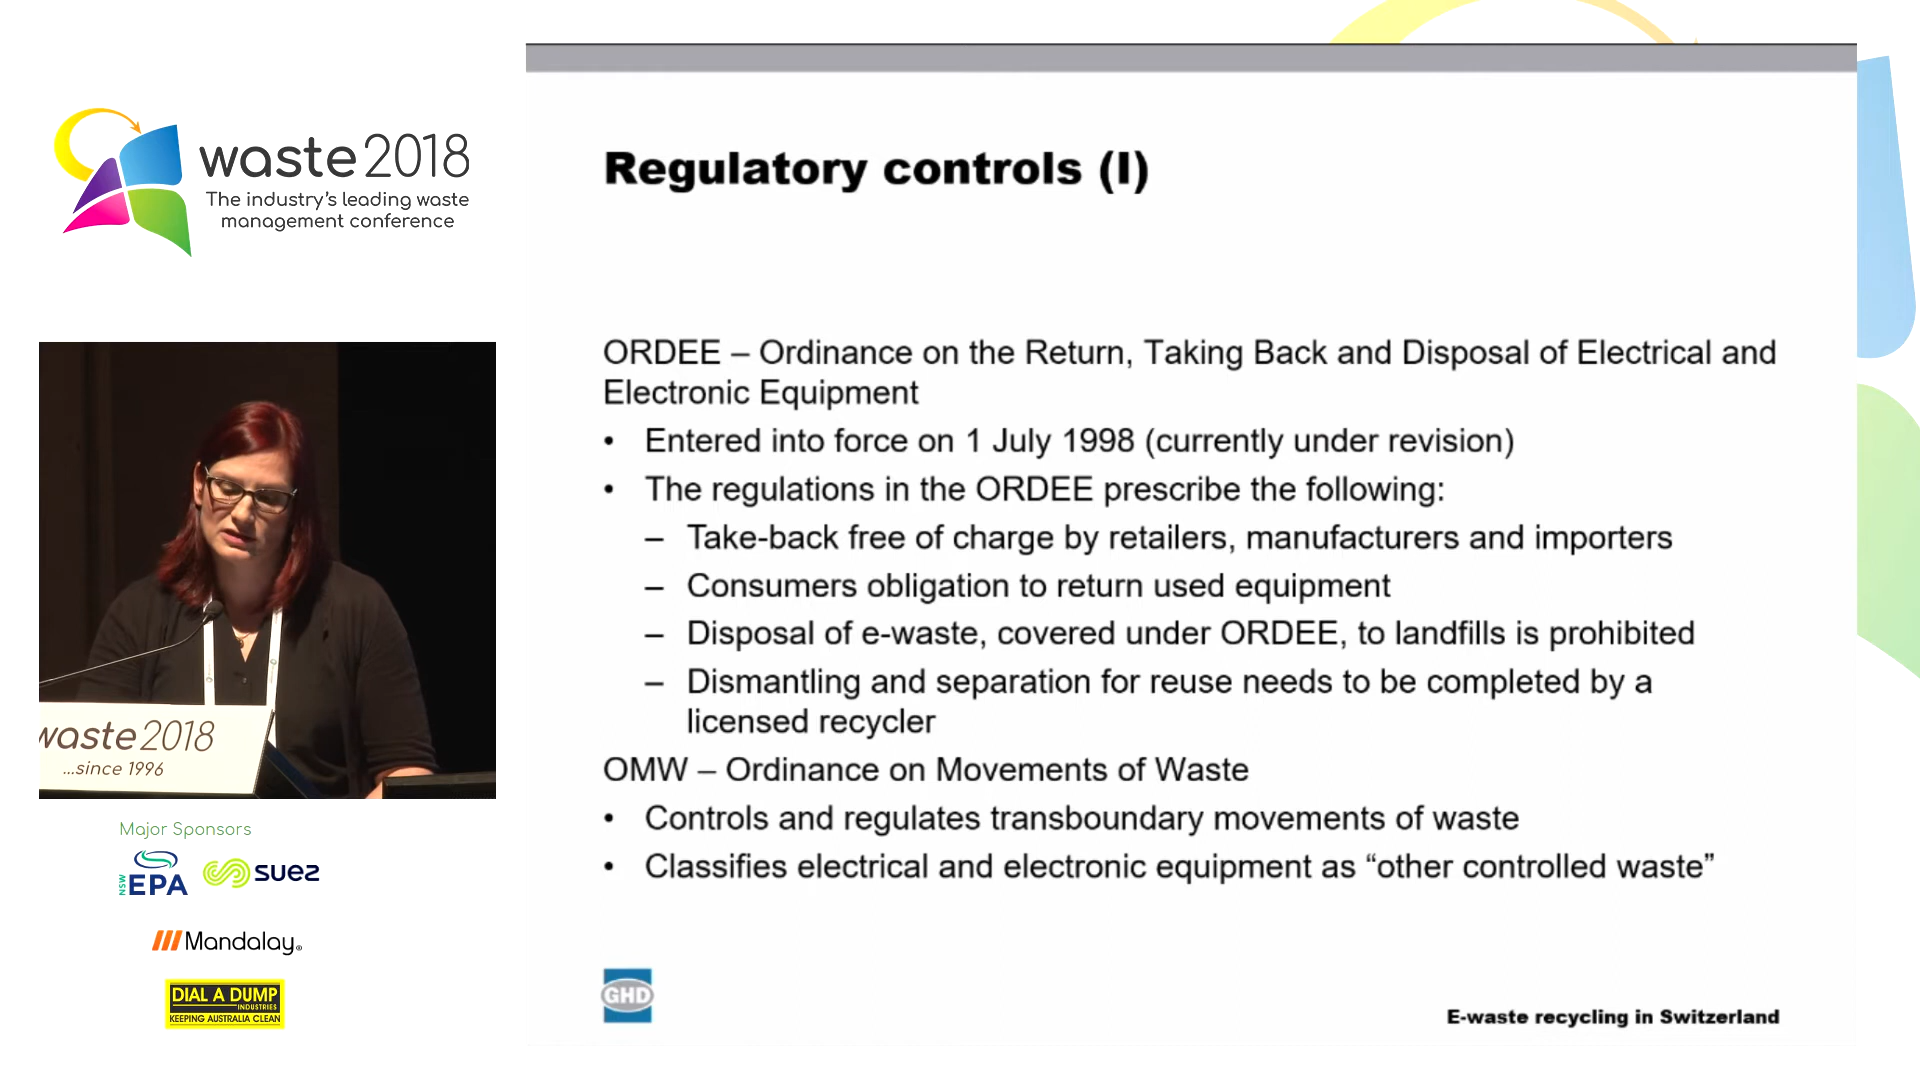 waste2018
The industry's leading waste
management conference
Regulatory controls (I)
ORDEE – Ordinance on the Return, Taking Back and Disposal of Electrical and
Electronic Equipment
• Entered into force on 1 July 1998 (currently under revision)
• The regulations in the ORDEE prescribe the following:
– Take-back free of charge by retailers, manufacturers and importers
– Consumers obligation to return used equipment
– Disposal of e-waste, covered under ORDEE, to landfills is prohibited
– Dismantling and separation for reuse needs to be completed by a
licensed recycler
OMW – Ordinance on Movements of Waste
• Controls and regulates transboundary movements of waste
• Classifies electrical and electronic equipment as “other controlled waste”
GHD
E-waste recycling in Switzerland
waste2018
...since 1996
Major Sponsors
NSW EPA
suez
Mandalay®
DIAL A DUMP
INDUSTRIES
KEEPING AUSTRALIA CLEAN